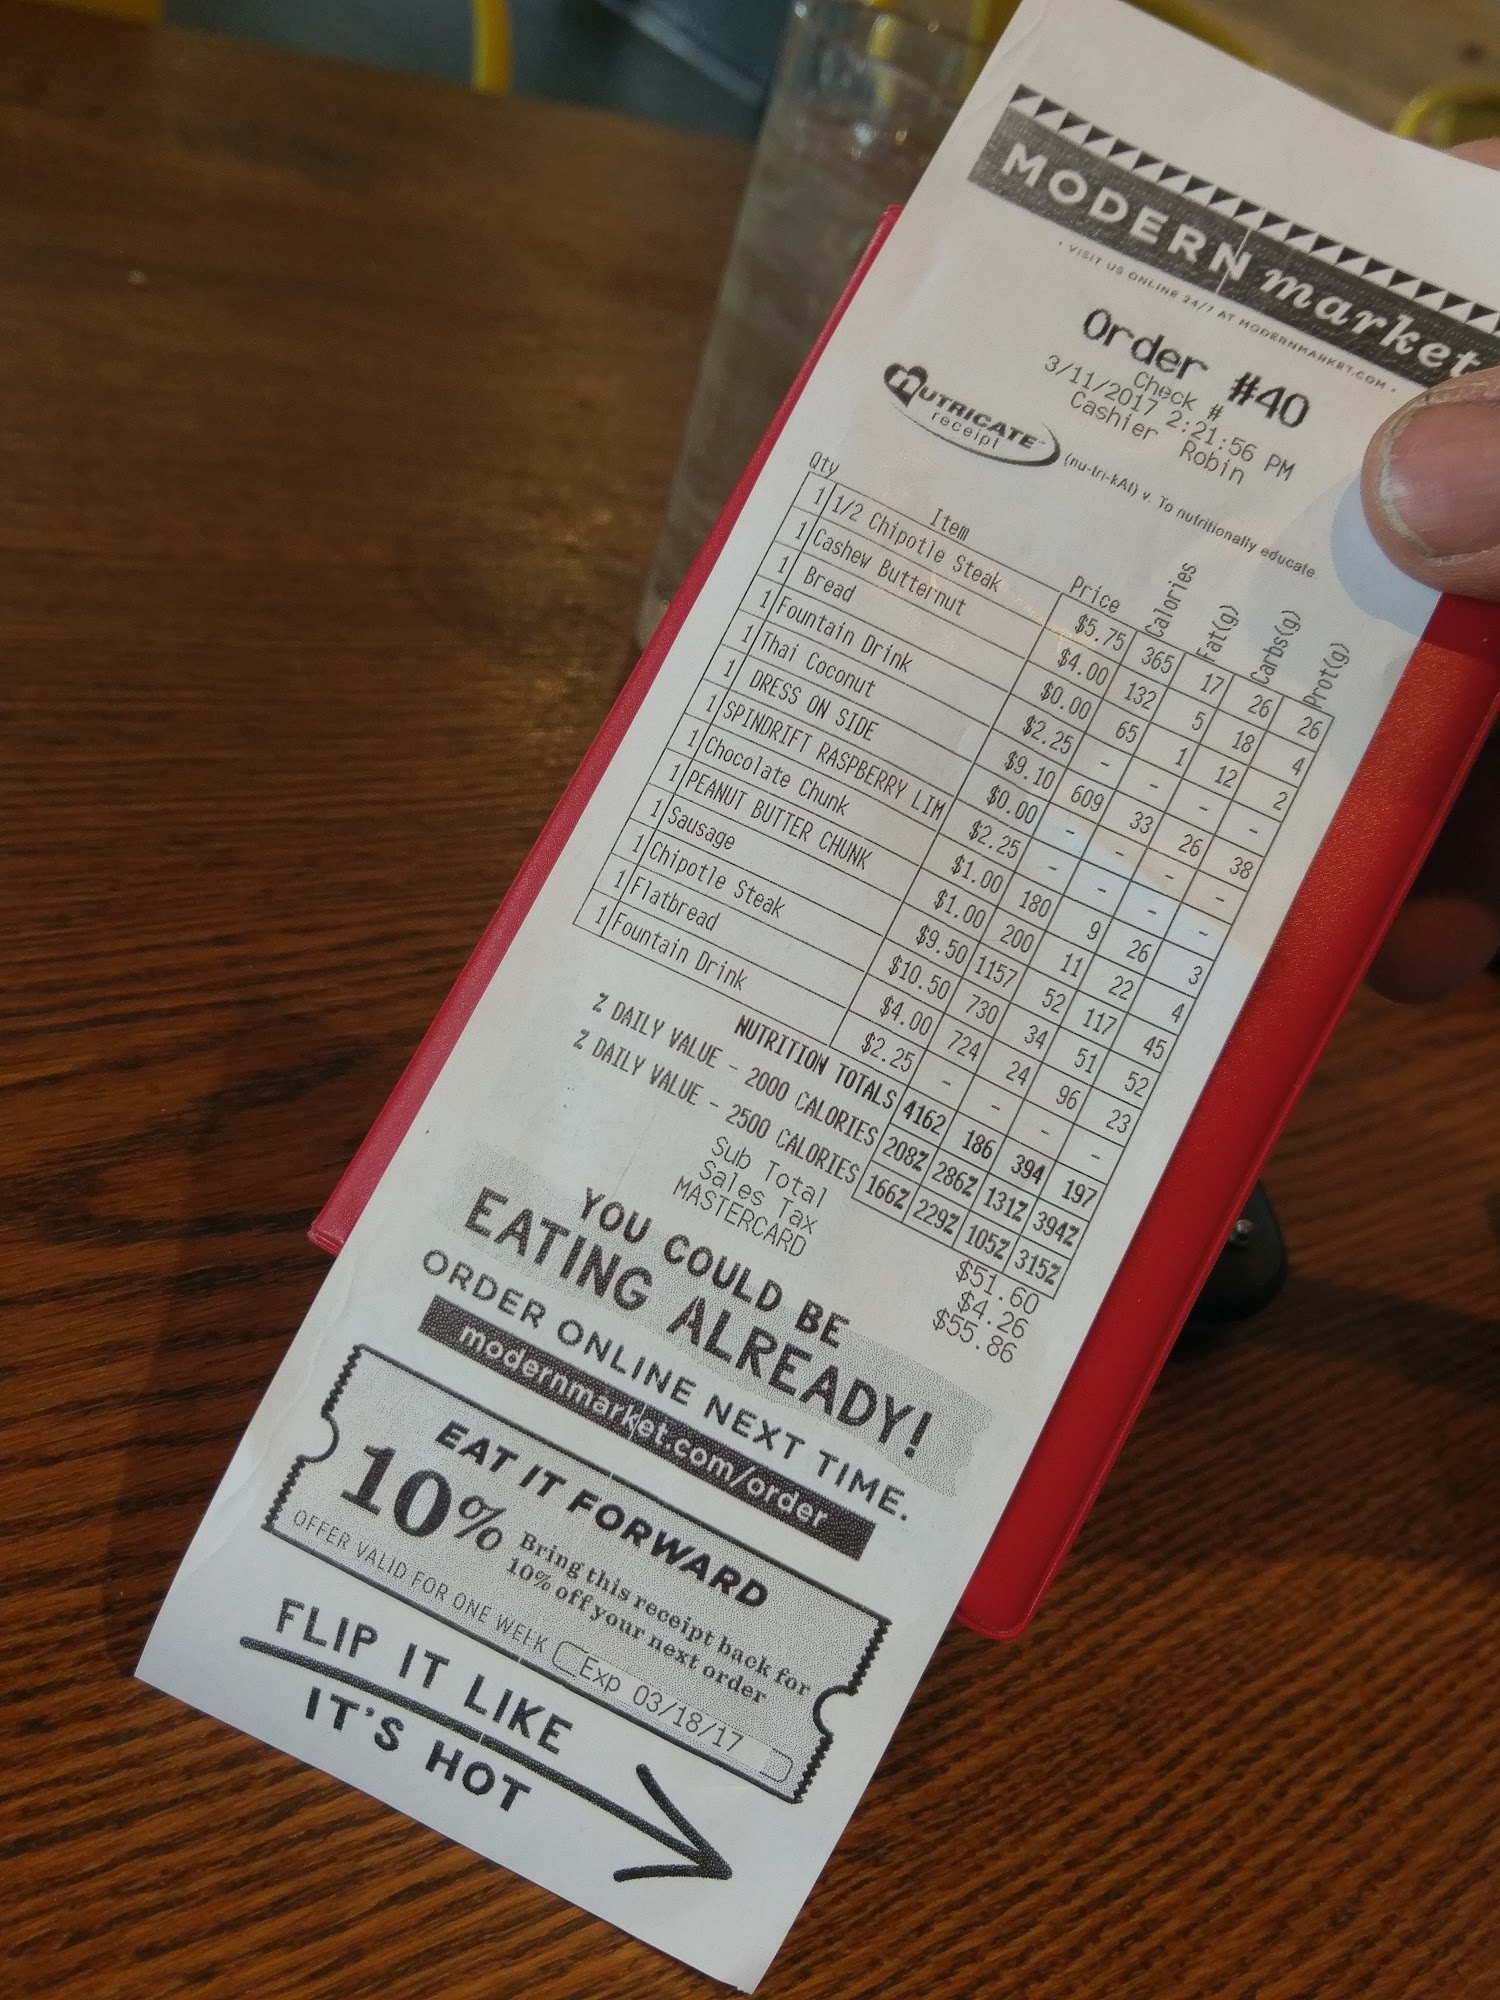 MODERN market
• VISIT US ONLINE 24/7 AT MODERNMARKET.COM •
Order #40
Check #
3/11/2017 2:21:56 PM
Cashier Robin
nUTRICATE™ receipt (nu-tri-kAt) v. To nutritionally educate
Qty Item Price Calories Fat(g) Carbs(g) Prot(g)
1 1/2 Chipotle Steak $5.75 365 17 26 26
1 Cashew Butternut $4.00 132 5 18 4
1 Bread $0.00 65 1 12 2
1 Fountain Drink $2.25 - - - -
1 Thai Coconut $9.10 609 33 26 38
1 DRESS ON SIDE $0.00 - - - -
1 SPINDRIFT RASPBERRY LIM $2.25 - - - -
1 Chocolate Chunk $1.00 180 9 26 3
1 PEANUT BUTTER CHUNK $1.00 200 11 22 4
1 Sausage $9.50 1157 52 117 45
1 Chipotle Steak $10.50 730 34 51 52
1 Flatbread $4.00 724 24 96 23
1 Fountain Drink $2.25 - - - -
NUTRITION TOTALS 4162 186 394 197
% DAILY VALUE - 2000 CALORIES 208% 286% 131% 394%
% DAILY VALUE - 2500 CALORIES 166% 229% 105% 315%
Sub Total $51.60
Sales Tax $4.26
MASTERCARD $55.86
YOU COULD BE
EATING ALREADY!
ORDER ONLINE NEXT TIME.
modernmarket.com/order
EAT IT FORWARD
10% Bring this receipt back for
10% off your next order
OFFER VALID FOR ONE WEEK Exp 03/18/17
FLIP IT LIKE
IT'S HOT